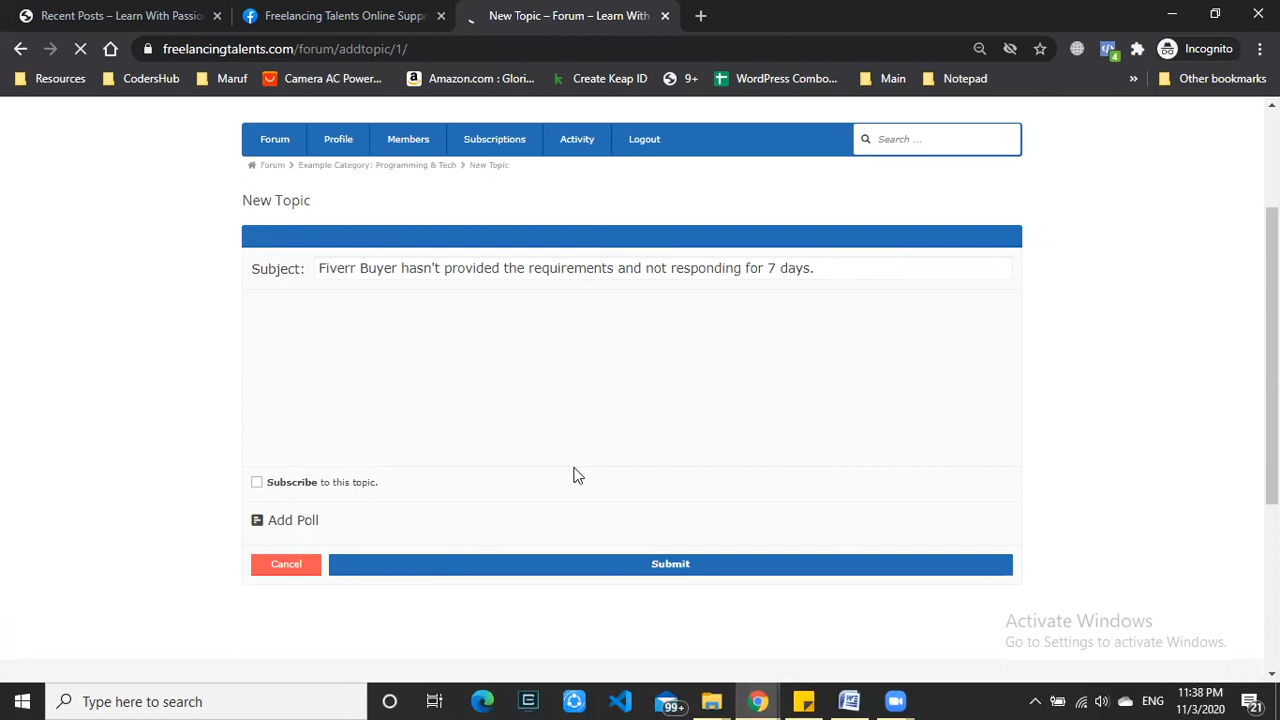 Recent Posts – Learn With Passio
Freelancing Talents Online Supp
New Topic – Forum – Learn With
freelancingtalents.com/forum/addtopic/1/
4
Incognito
Resources
CodersHub
Maruf
Camera AC Power...
Amazon.com : Glori...
Create Keap ID
9+
WordPress Combo...
Main
Notepad
»
Other bookmarks
Forum
Profile
Members
Subscriptions
Activity
Logout
Search ...
Forum
Example Category: Programming & Tech
New Topic
New Topic
Subject:
Fiverr Buyer hasn't provided the requirements and not responding for 7 days.
Subscribe to this topic.
Add Poll
Cancel
Submit
Activate Windows
Go to Settings to activate Windows.
Type here to search
99+
ENG
11:38 PM
11/3/2020
21